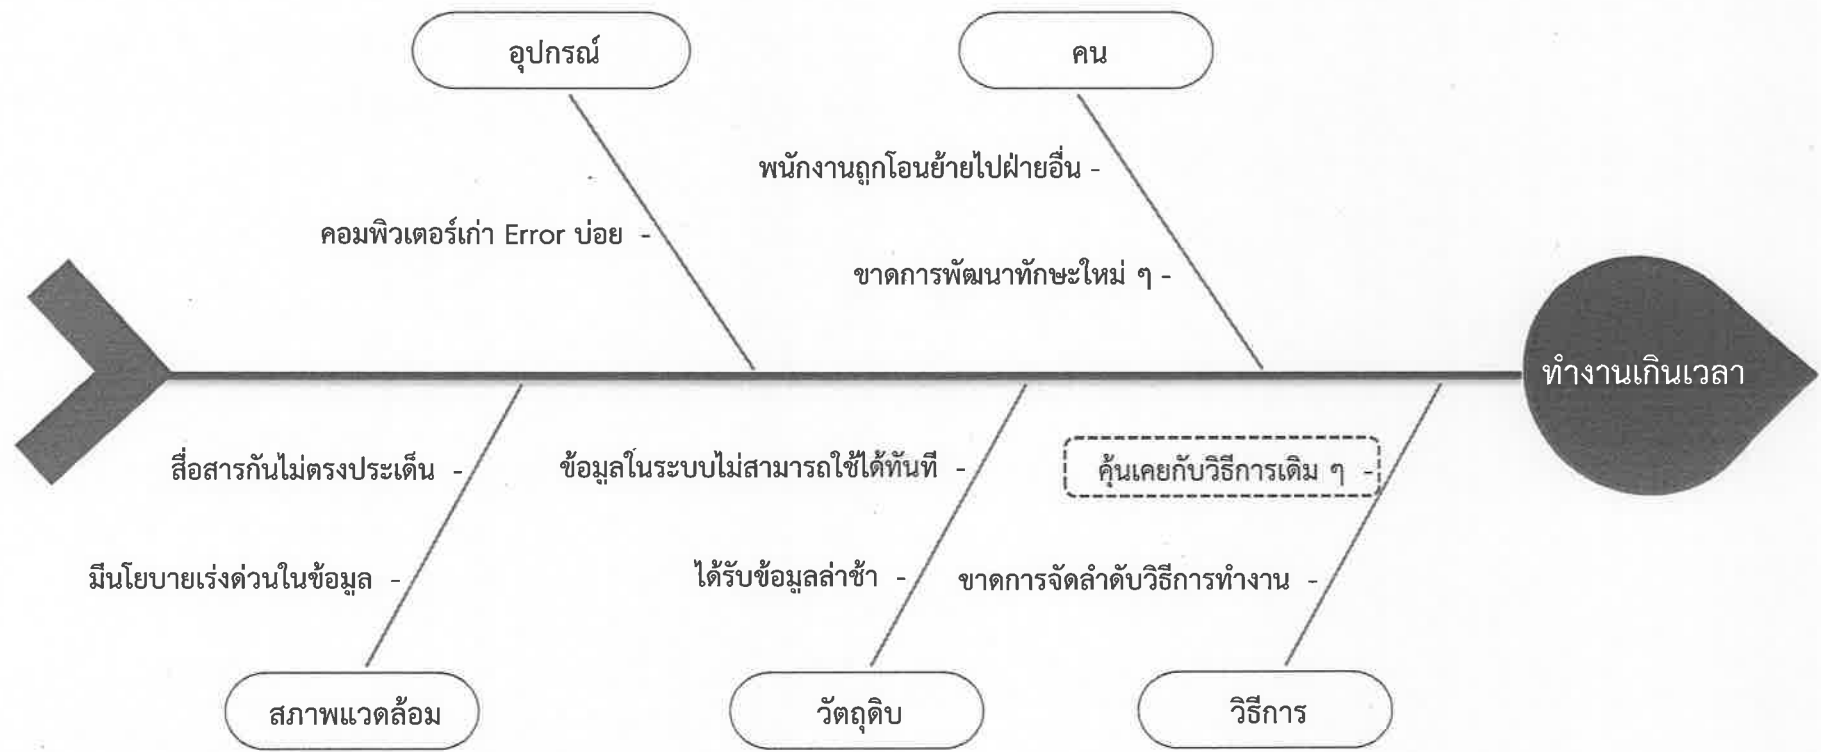 อุปกรณ์
คน
พนักงานถูกโอนย้ายไปฝ่ายอื่น -
คอมพิวเตอร์เก่า Error บ่อย -
ขาดการพัฒนาทักษะใหม่ ๆ -
ทำงานเกินเวลา
สื่อสารกันไม่ตรงประเด็น -
ข้อมูลในระบบไม่สามารถใช้ได้ทันที -
คุ้นเคยกับวิธีการเดิม ๆ -
มีนโยบายเร่งด่วนในข้อมูล -
ได้รับข้อมูลล่าช้า -
ขาดการจัดลำดับวิธีการทำงาน -
สภาพแวดล้อม
วัตถุดิบ
วิธีการ